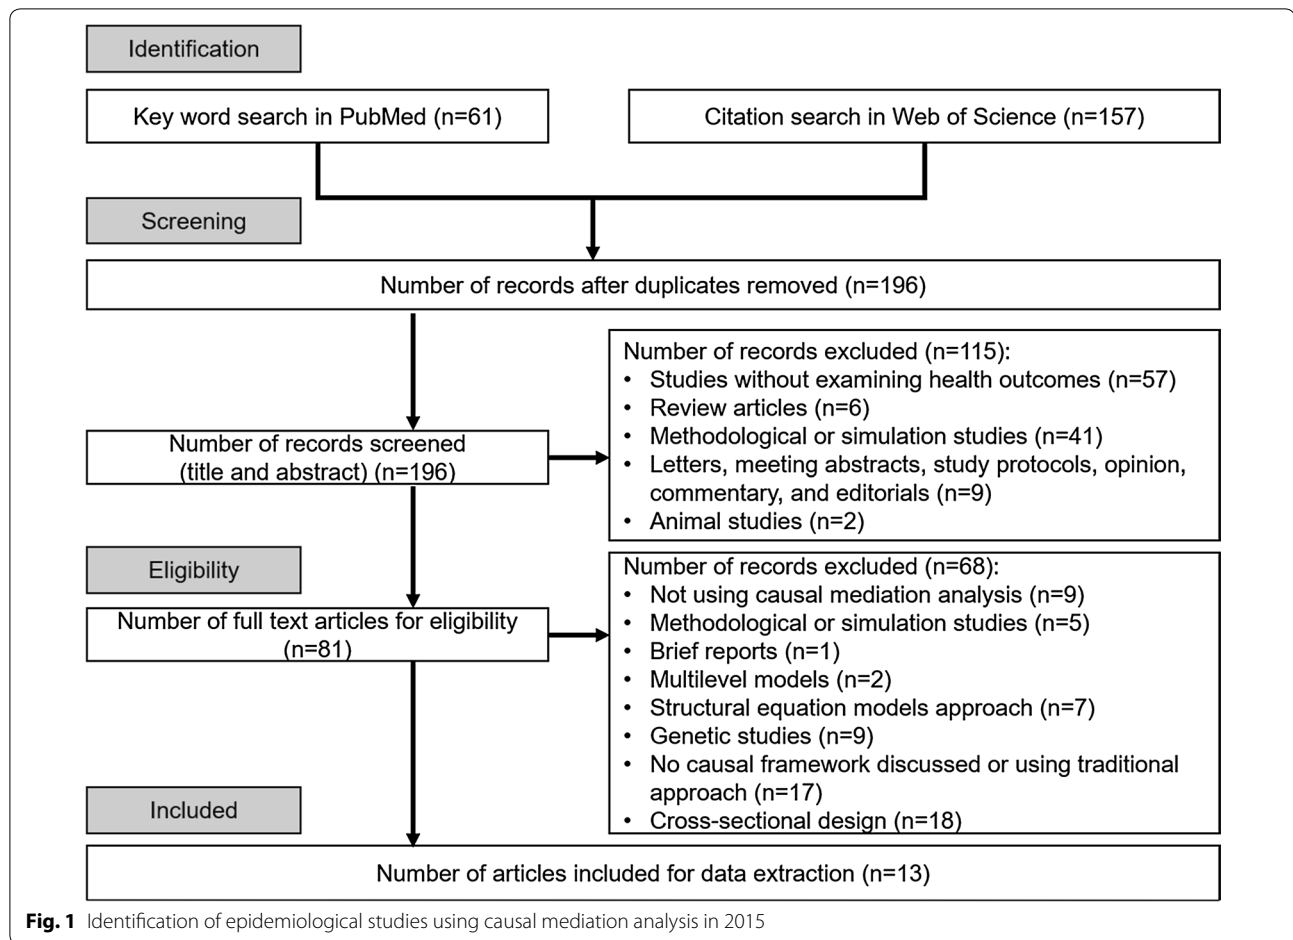 Identification
Key word search in PubMed (n=61)
Citation search in Web of Science (n=157)
Screening
Number of records after duplicates removed (n=196)
Number of records screened
(title and abstract) (n=196)
Number of records excluded (n=115):
• Studies without examining health outcomes (n=57)
• Review articles (n=6)
• Methodological or simulation studies (n=41)
• Letters, meeting abstracts, study protocols, opinion,
commentary, and editorials (n=9)
• Animal studies (n=2)
Eligibility
Number of full text articles for eligibility
(n=81)
Number of records excluded (n=68):
• Not using causal mediation analysis (n=9)
• Methodological or simulation studies (n=5)
• Brief reports (n=1)
• Multilevel models (n=2)
• Structural equation models approach (n=7)
• Genetic studies (n=9)
• No causal framework discussed or using traditional
approach (n=17)
• Cross-sectional design (n=18)
Included
Number of articles included for data extraction (n=13)
Fig. 1 Identification of epidemiological studies using causal mediation analysis in 2015